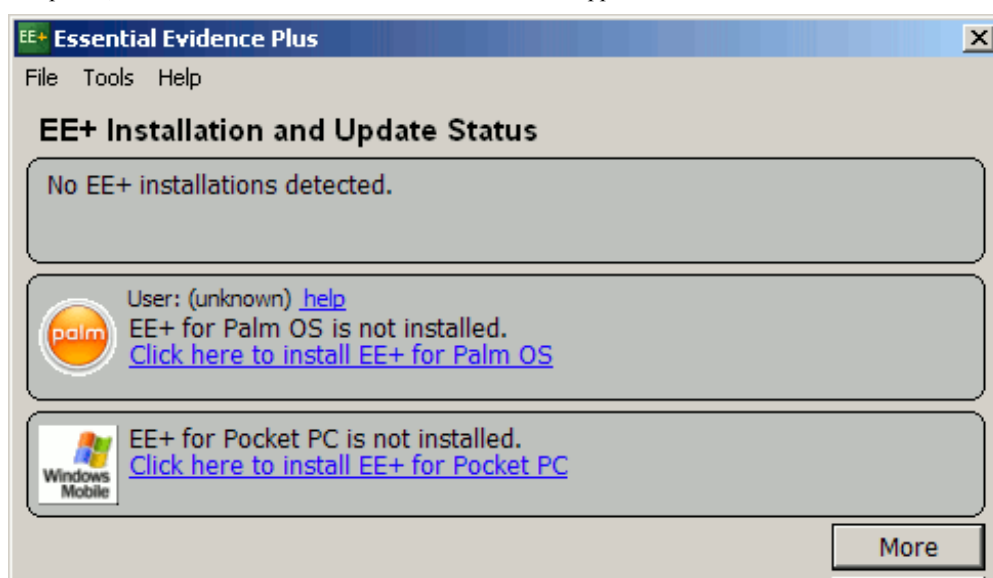 EE+ Essential Evidence Plus
File Tools Help
EE+ Installation and Update Status
No EE+ installations detected.
User: (unknown) help
palm
EE+ for Palm OS is not installed.
Click here to install EE+ for Palm OS
EE+ for Pocket PC is not installed.
Click here to install EE+ for Pocket PC
Windows
Mobile
More